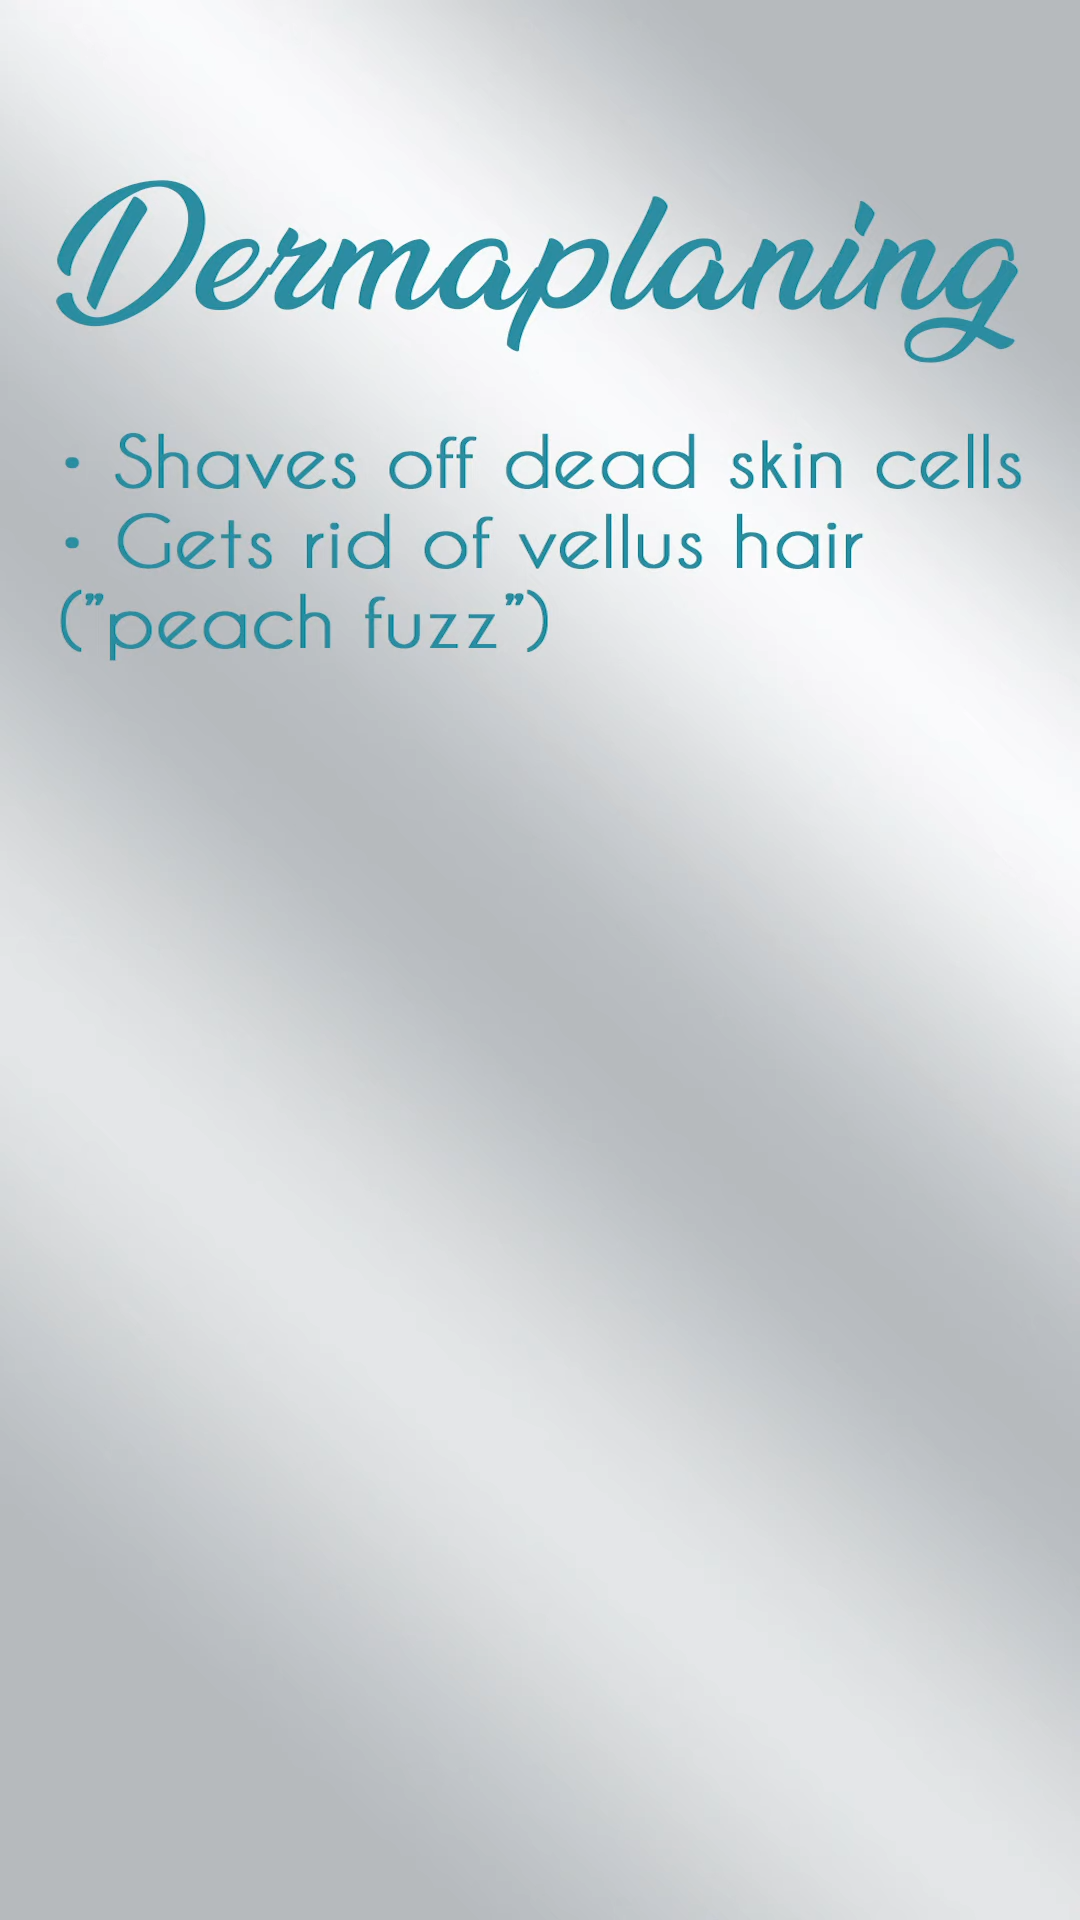 Dermaplaning
• Shaves off dead skin cells
• Gets rid of vellus hair
("peach fuzz")